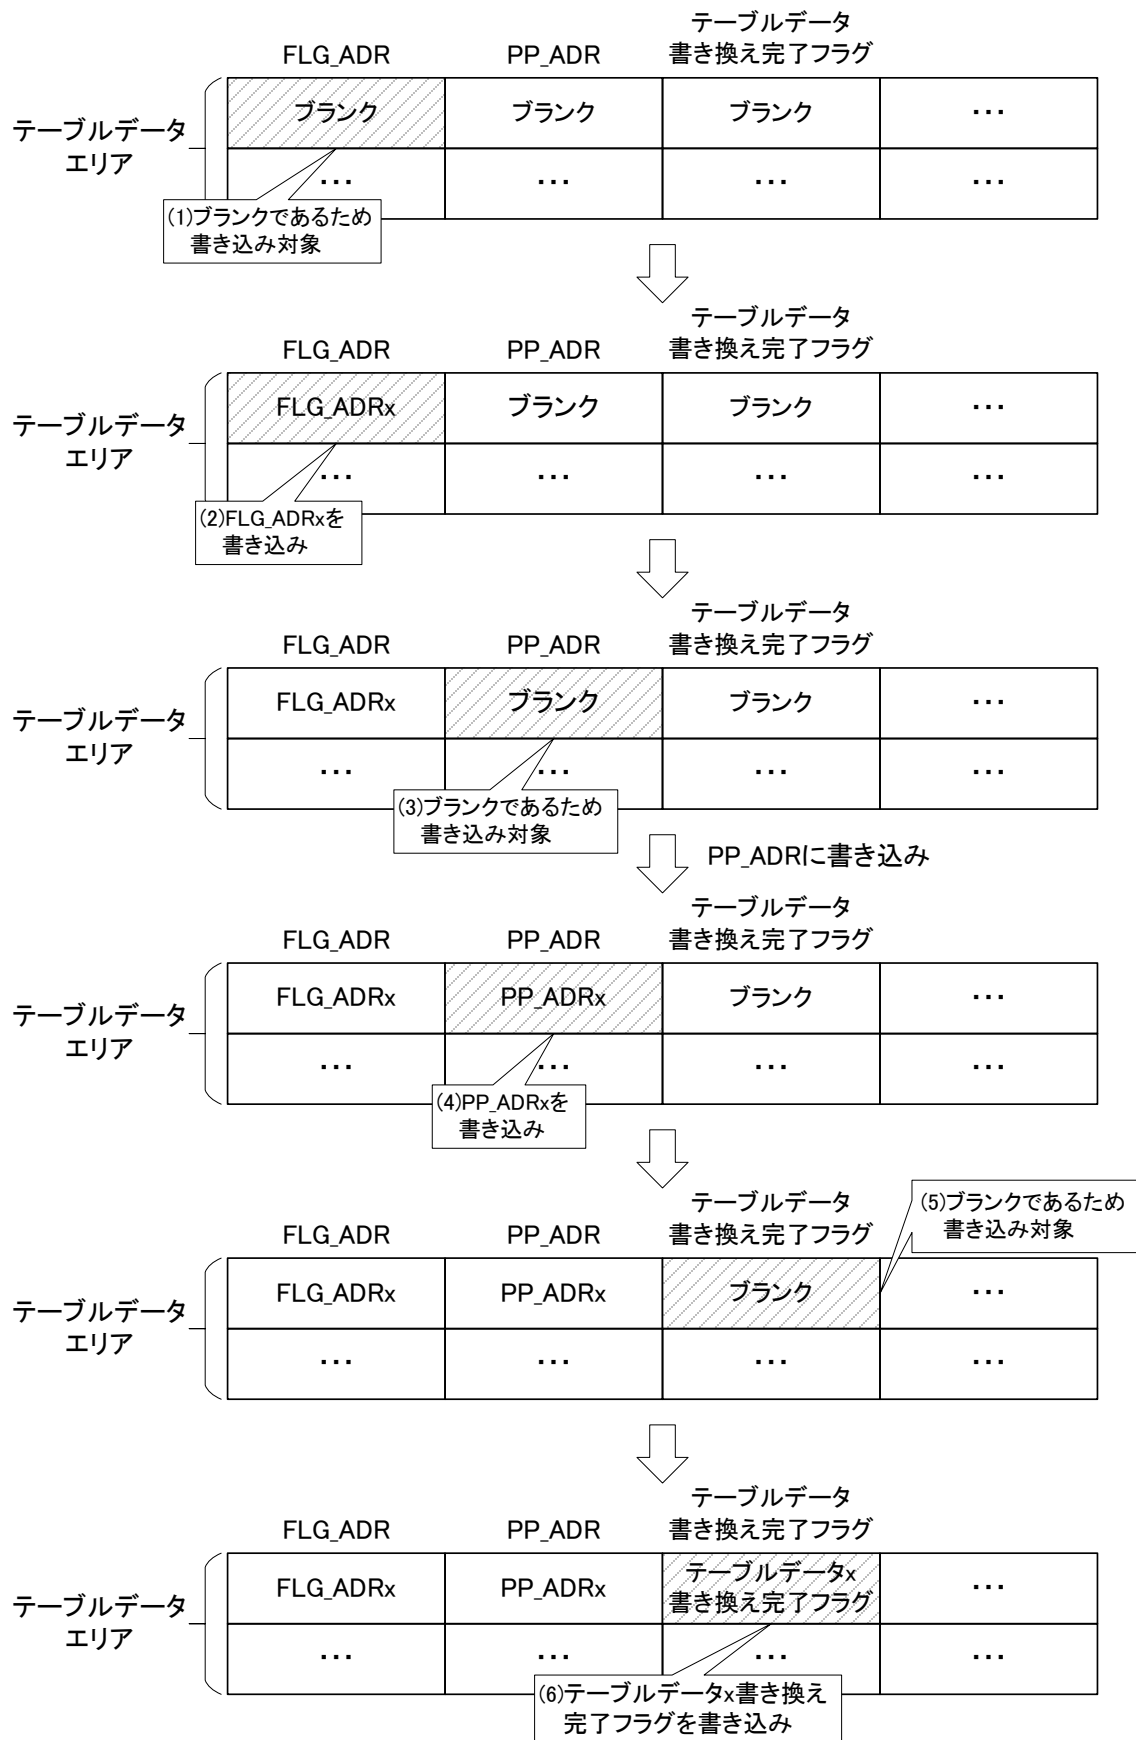 テーブルデータ
FLG_ADR PP_ADR 書き換え完了フラグ
テーブルデータ
エリア
ブランク ブランク ブランク ・・・
・・・ ・・・ ・・・ ・・・
(1)ブランクであるため
書き込み対象
テーブルデータ
FLG_ADR PP_ADR 書き換え完了フラグ
テーブルデータ
エリア
FLG_ADRx ブランク ブランク ・・・
・・・ ・・・ ・・・ ・・・
(2)FLG_ADRxを
書き込み
テーブルデータ
FLG_ADR PP_ADR 書き換え完了フラグ
テーブルデータ
エリア
FLG_ADRx ブランク ブランク ・・・
・・・ ・・・ ・・・ ・・・
(3)ブランクであるため
書き込み対象
PP_ADRに書き込み
テーブルデータ
FLG_ADR PP_ADR 書き換え完了フラグ
テーブルデータ
エリア
FLG_ADRx PP_ADRx ブランク ・・・
・・・ ・・・ ・・・ ・・・
(4)PP_ADRxを
書き込み
テーブルデータ
FLG_ADR PP_ADR 書き換え完了フラグ
(5)ブランクであるため
書き込み対象
テーブルデータ
エリア
FLG_ADRx PP_ADRx ブランク ・・・
・・・ ・・・ ・・・ ・・・
テーブルデータ
FLG_ADR PP_ADR 書き換え完了フラグ
テーブルデータ
エリア
FLG_ADRx PP_ADRx テーブルデータx ・・・
書き換え完了フラグ
・・・ ・・・ ・・・ ・・・
(6)テーブルデータx書き換え
完了フラグを書き込み